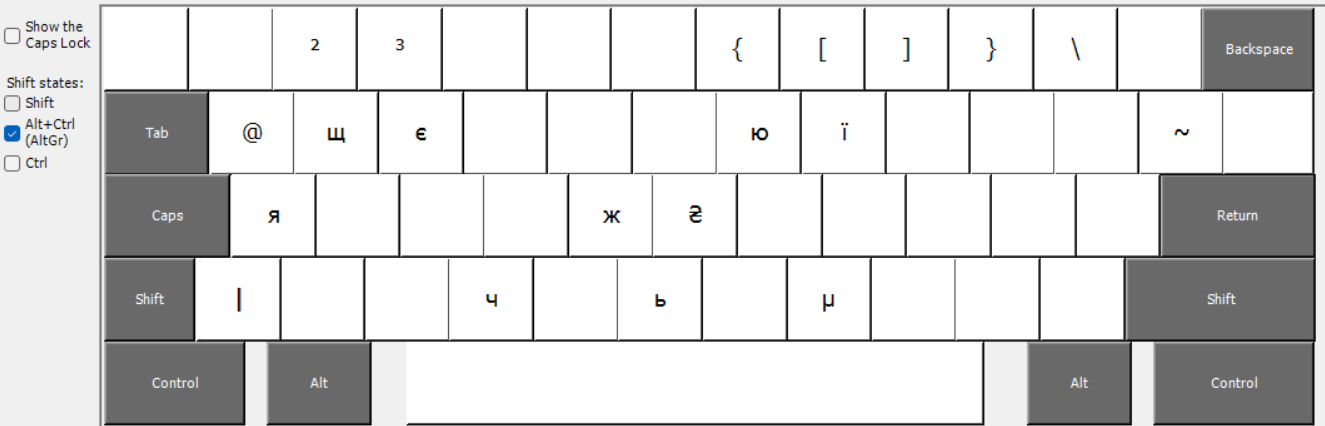 Show the
Caps Lock
Shift states:
Shift
Alt+Ctrl
(AltGr)
Ctrl
² ³ { [ ] } \ Backspace
Tab @ щ є ю ї ~
Caps я ж ₴ Return
Shift | ч ь µ Shift
Control Alt Alt Control